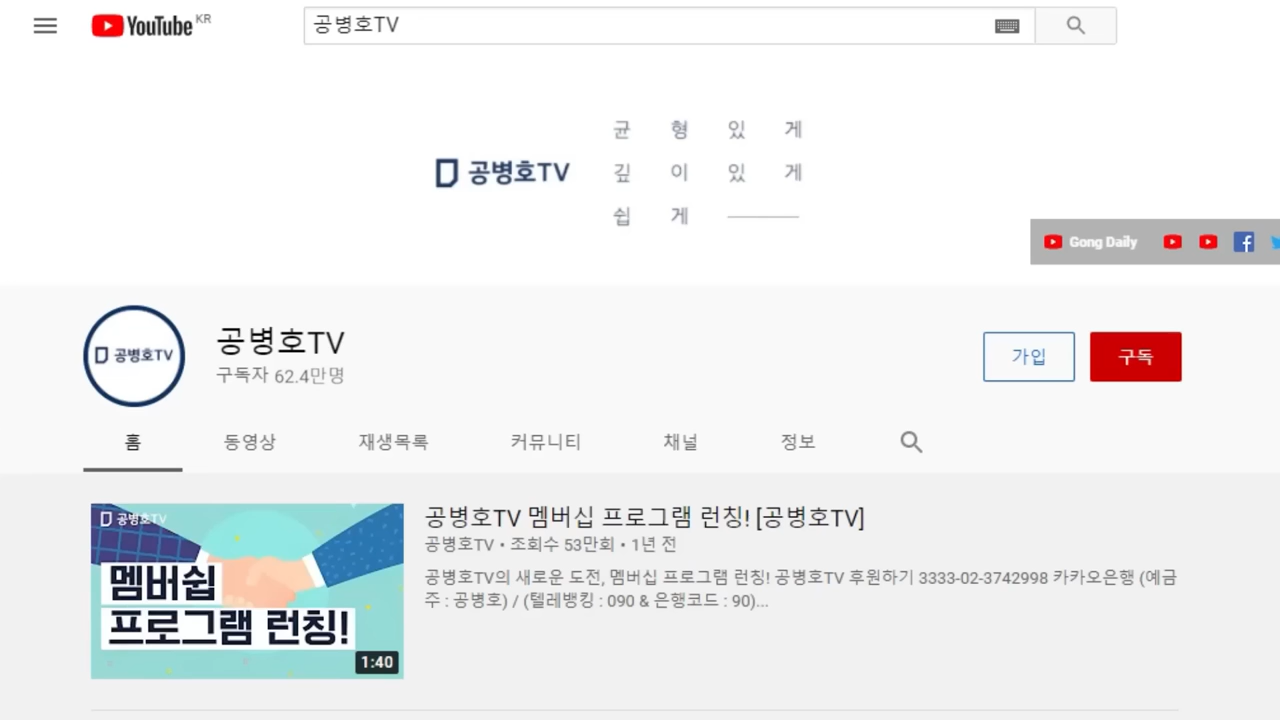 YouTube KR
공병호TV
균 형 있 게
공병호TV
깊 이 있 게
쉽 게
Gong Daily
공병호TV
공병호TV
구독자 62.4만명
가입
구독
홈
동영상
재생목록
커뮤니티
채널
정보
공병호TV
멤버쉽
프로그램 런칭!
1:40
공병호TV 멤버십 프로그램 런칭! [공병호TV]
공병호TV • 조회수 53만회 • 1년 전
공병호TV의 새로운 도전, 멤버십 프로그램 런칭! 공병호TV 후원하기 3333-02-3742998 카카오은행 (예금
주 : 공병호) / (텔레뱅킹 : 090 & 은행코드 : 90)...